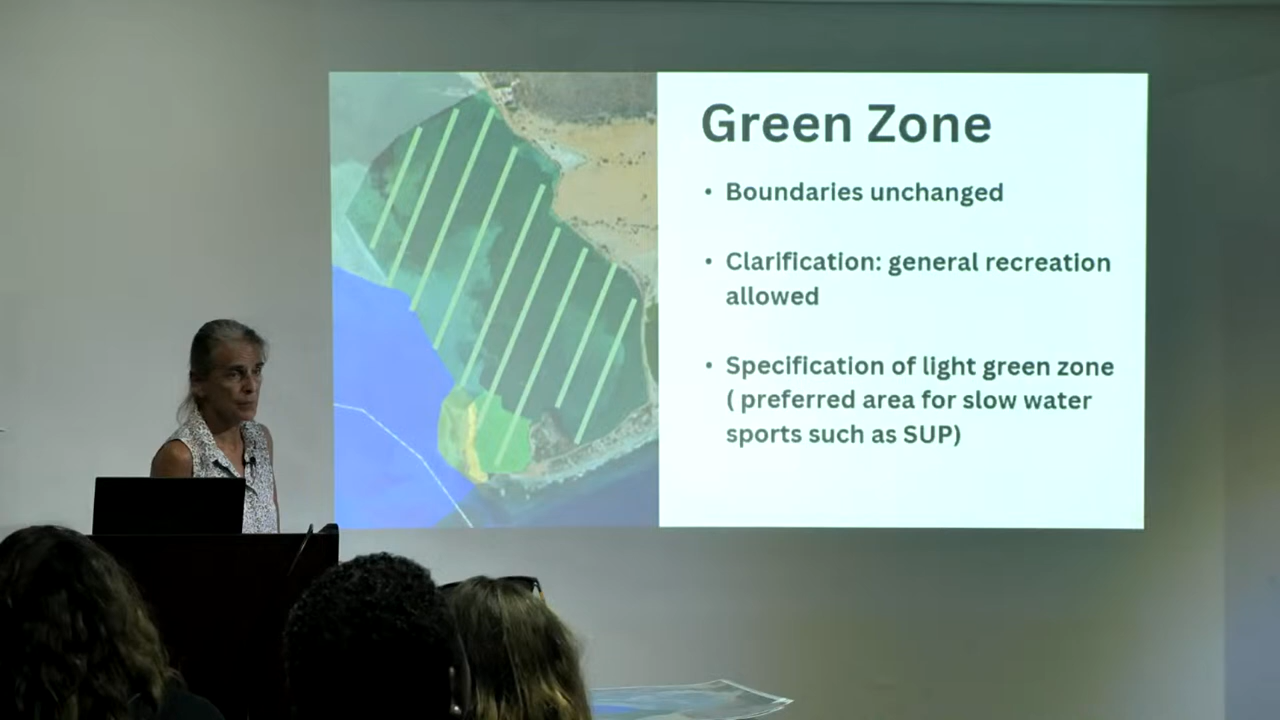 Green Zone
• Boundaries unchanged
• Clarification: general recreation
allowed
• Specification of light green zone
( preferred area for slow water
sports such as SUP)